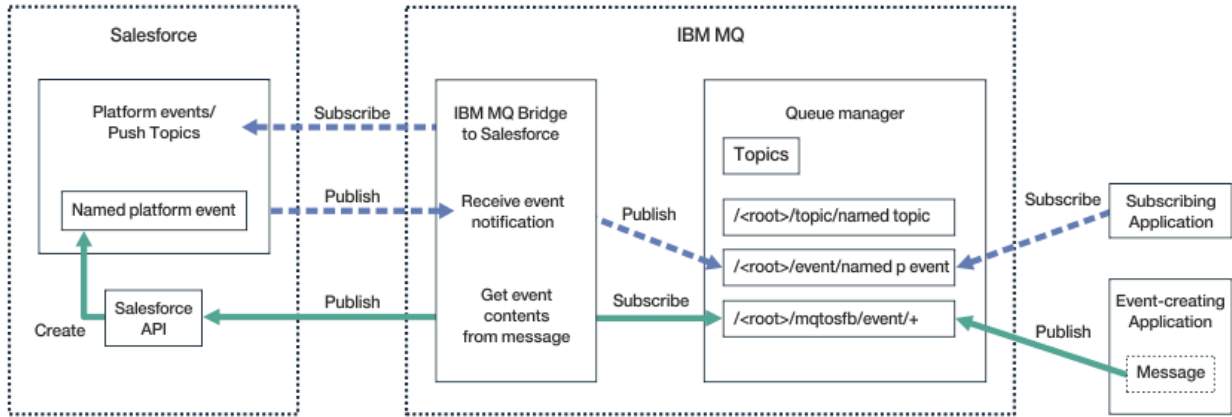 Salesforce
IBM MQ
Platform events/
Push Topics
Subscribe
IBM MQ Bridge
to Salesforce
Queue manager
Topics
Named platform event
Publish
Receive event
notification
Publish
/<root>/topic/named topic
Subscribe
Subscribing
Application
/<root>/event/named p event
Create
Salesforce
API
Publish
Get event
contents
from message
Subscribe
/<root>/mqtosfb/event/+
Publish
Event-creating
Application
Message